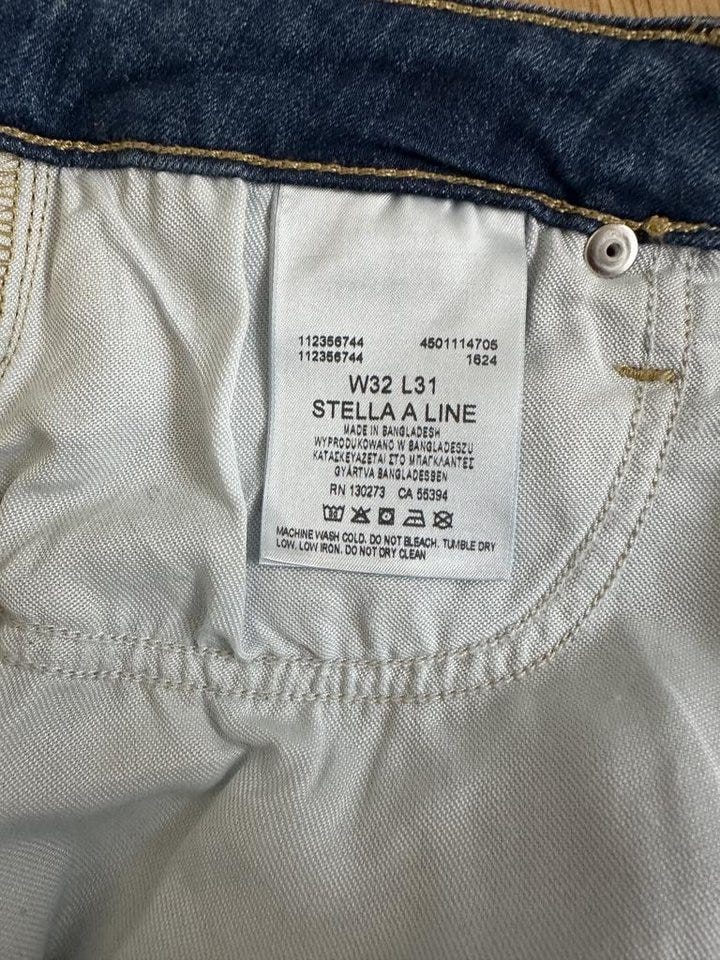 112356744 4501114705
112356744 1624
W32 L31
STELLA A LINE
MADE IN BANGLADESH
WYPRODUKOWANO W BANGLADESZU
ΚΑΤΑΣΚΕΥΑΖΕΤΑΙ ΣΤΟ ΜΠΑΓΚΛΑΝΤΕΣ
GYÁRTVA BANGLADESBEN
RN 130273 CA 55394
MACHINE WASH COLD. DO NOT BLEACH. TUMBLE DRY
LOW. LOW IRON. DO NOT DRY CLEAN